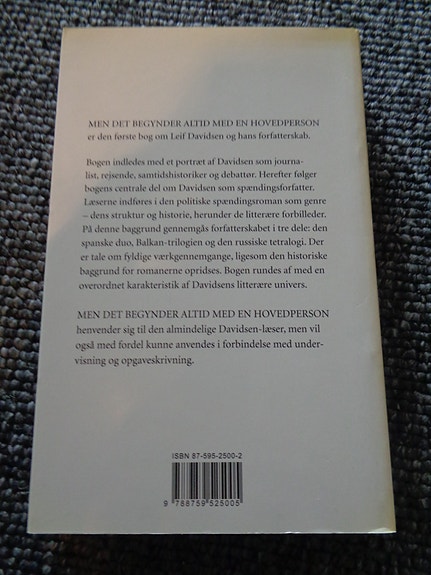 MEN DET BEGYNDER ALTID MED EN HOVEDPERSON
er den første bog om Leif Davidsen og hans forfatterskab.
Bogen indledes med et portræt af Davidsen som journa-
list, rejsende, samtidshistoriker og debattør. Herefter følger
bogens centrale del om Davidsen som spændingsforfatter.
Læserne indføres i den politiske spændingsroman som genre
– dens struktur og historie, herunder de litterære forbilleder.
På denne baggrund gennemgås forfatterskabet i tre dele: den
spanske duo, Balkan-trilogien og den russiske tetralogi. Der
er tale om fyldige værkgennemgange, ligesom den historiske
baggrund for romanerne opridses. Bogen rundes af med en
overordnet karakteristik af Davidsens litterære univers.
MEN DET BEGYNDER ALTID MED EN HOVEDPERSON
henvender sig til den almindelige Davidsen-læser, men vil
også med fordel kunne anvendes i forbindelse med under-
visning og opgaveskrivning.
ISBN 87-595-2500-2
9 788759 525005